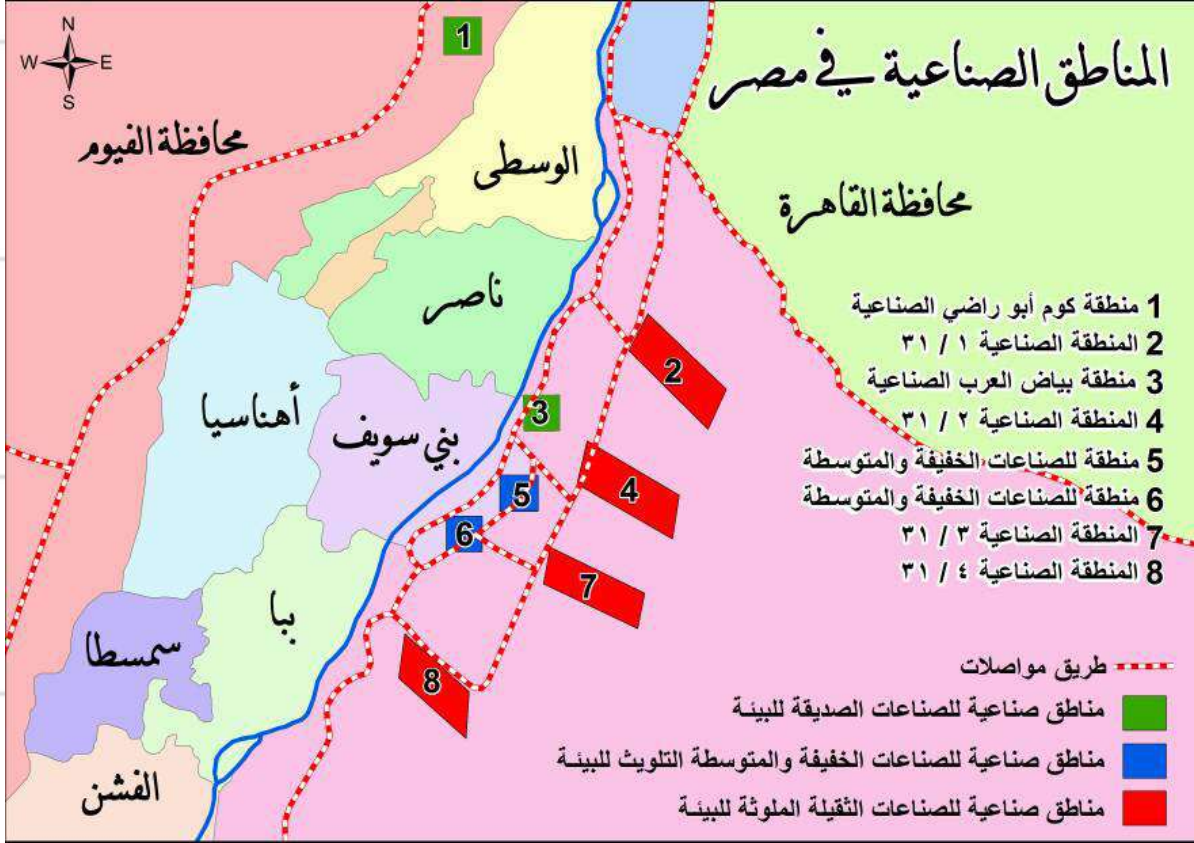 المناطق الصناعية في مصر
N
W E
S
1
محافظة الفيوم
الوسطى
محافظة القاهرة
ناصر
1 منطقة كوم أبو راضي الصناعية
2 المنطقة الصناعية ١ / ٣١
3 منطقة بياض العرب الصناعية
4 المنطقة الصناعية ٢ / ٣١
5 منطقة للصناعات الخفيفة والمتوسطة
6 منطقة للصناعات الخفيفة والمتوسطة
7 المنطقة الصناعية ٣ / ٣١
8 المنطقة الصناعية ٤ / ٣١
2
3
أهناسيا
بني سويف
4
5
6
7
ببا
سمسطا
8
الفشن
طريق مواصلات
مناطق صناعية للصناعات الصديقة للبيئة
مناطق صناعية للصناعات الخفيفة والمتوسطة التلويث للبيئة
مناطق صناعية للصناعات الثقيلة الملوثة للبيئة